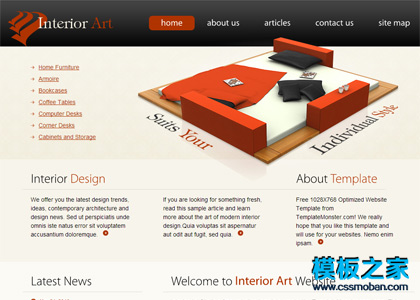 Interior Art
home about us articles contact us site map
Home Furniture
Armoire
Bookcases
Coffee Tables
Computer Desks
Corner Desks
Cabinets and Storage
Suits Your
Individual Style
Interior Design
We offer you the latest design trends,
ideas, contemporary architecture and
design news. Sed ut perspiciatis unde
omnis iste natus error sit voluptatem
accusantium doloremque.
If you are looking for something fresh,
read this sample article and learn
more about the art of modern interior
design.Quia voluptas sit aspernatur
aut odit aut fugit, sed quia.
About Template
Free 1028X768 Optimized Website
Template from
TemplateMonster.com! We really
hope that you like this template and
will use for your websites. Nemo enim
ipsam.
Latest News
Welcome to Interior Art Website
模板之家
www.cssmoban.com